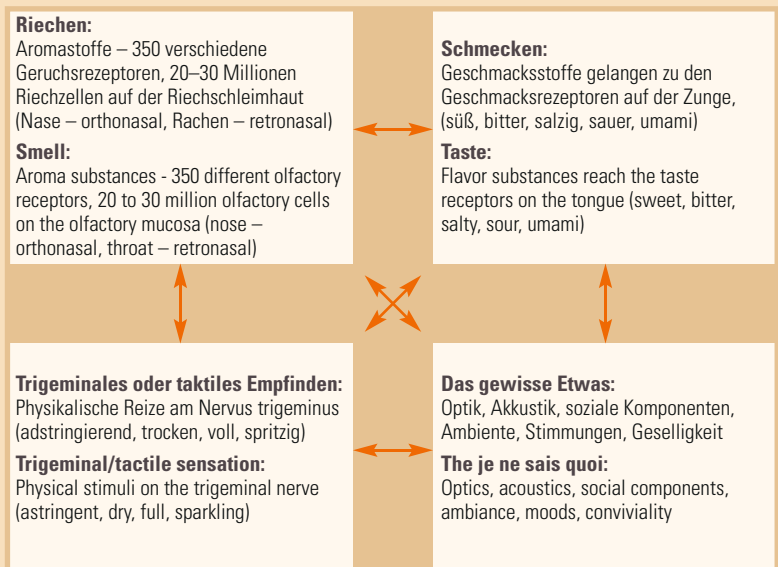 Riechen:
Aromastoffe – 350 verschiedene
Geruchsrezeptoren, 20–30 Millionen
Riechzellen auf der Riechschleimhaut
(Nase – orthonasal, Rachen – retronasal)
Smell:
Aroma substances - 350 different olfactory
receptors, 20 to 30 million olfactory cells
on the olfactory mucosa (nose –
orthonasal, throat – retronasal)
Schmecken:
Geschmacksstoffe gelangen zu den
Geschmacksrezeptoren auf der Zunge,
(süß, bitter, salzig, sauer, umami)
Taste:
Flavor substances reach the taste
receptors on the tongue (sweet, bitter,
salty, sour, umami)
Trigeminales oder taktiles Empfinden:
Physikalische Reize am Nervus trigeminus
(adstringierend, trocken, voll, spritzig)
Trigeminal/tactile sensation:
Physical stimuli on the trigeminal nerve
(astringent, dry, full, sparkling)
Das gewisse Etwas:
Optik, Akkustik, soziale Komponenten,
Ambiente, Stimmungen, Geselligkeit
The je ne sais quoi:
Optics, acoustics, social components,
ambiance, moods, conviviality